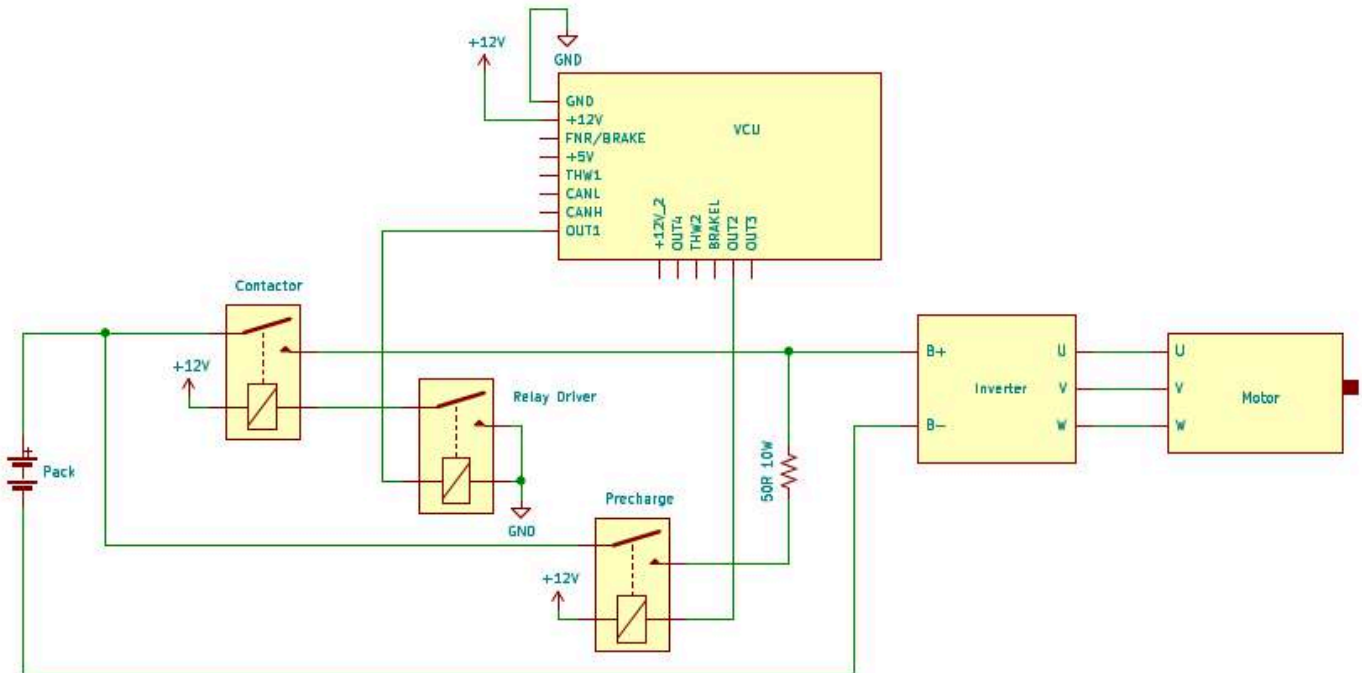 +12V
GND
GND
+12V
FNR/BRAKE
+5V
THW1
CANL
CANH
OUT1
VCU
+12V_2
OUT4
THW2
BRAKEL
OUT2
OUT3
Contactor
+12V
Relay Driver
GND
Pack
+
Precharge
+12V
50R 10W
B+
B-
Inverter
U
V
W
U
V
W
Motor